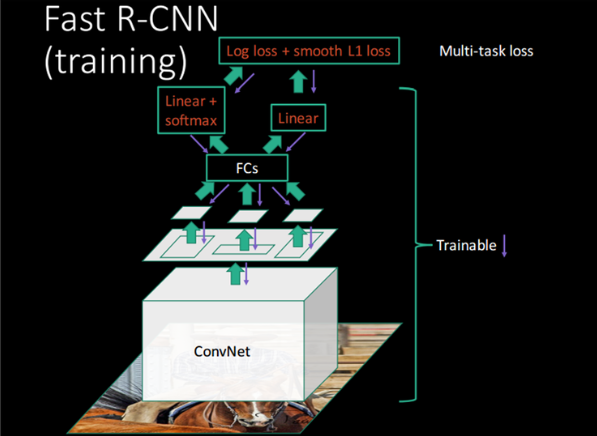 Fast R-CNN
(training)
Log loss + smooth L1 loss
Multi-task loss
Linear +
softmax
Linear
FCs
Trainable
ConvNet